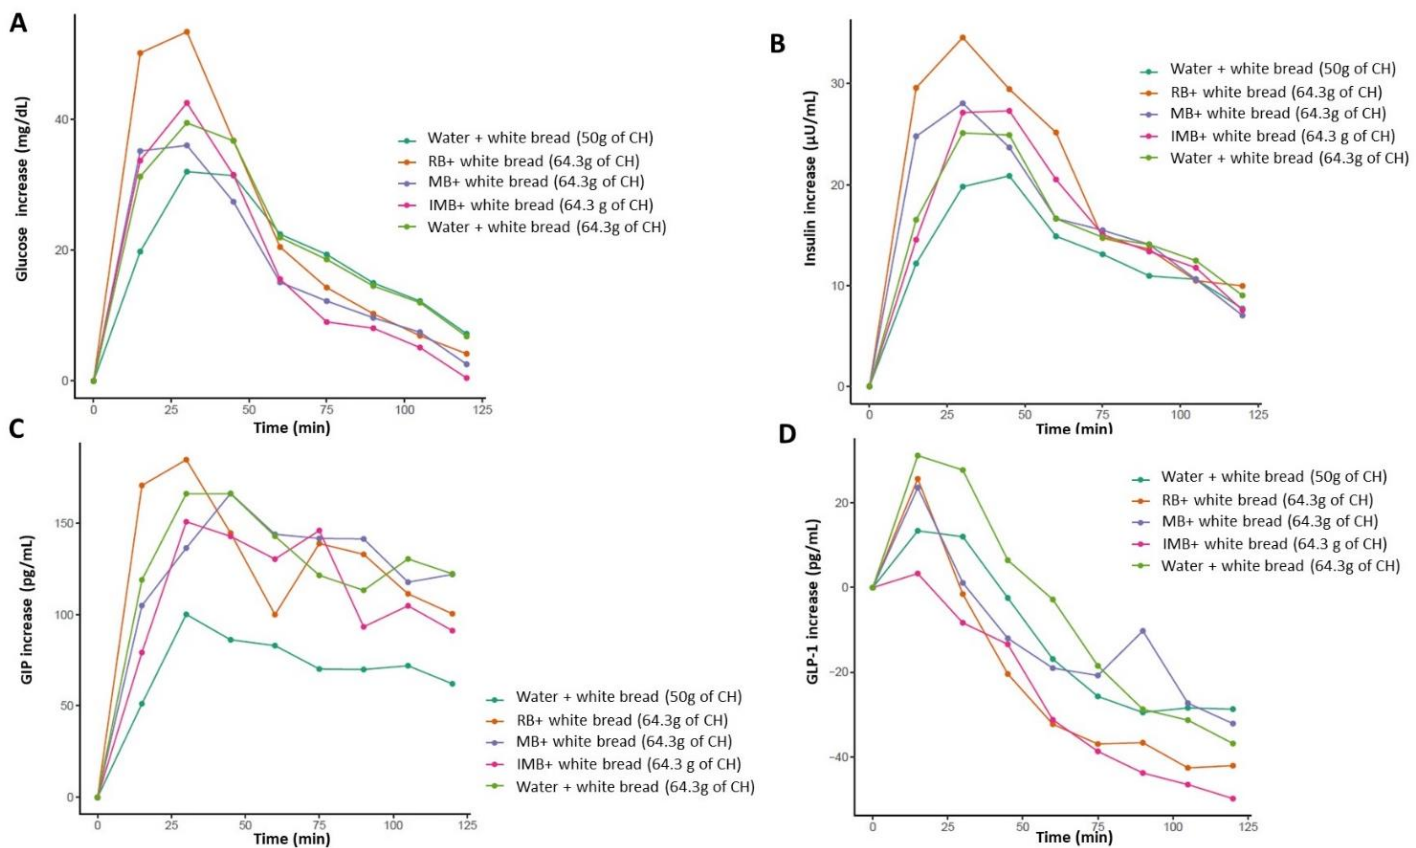 A
Glucose increase (mg/dL)
40
20
0
0 25 50 75 100 125
Time (min)
Water + white bread (50g of CH)
RB+ white bread (64.3g of CH)
MB+ white bread (64.3g of CH)
IMB+ white bread (64.3 g of CH)
Water + white bread (64.3g of CH)
B
Insulin increase (µU/mL)
30
20
10
0
0 25 50 75 100 125
Time (min)
Water + white bread (50g of CH)
RB+ white bread (64.3g of CH)
MB+ white bread (64.3g of CH)
IMB+ white bread (64.3 g of CH)
Water + white bread (64.3g of CH)
C
GIP increase (pg/mL)
150
100
50
0
0 25 50 75 100 125
Time (min)
Water + white bread (50g of CH)
RB+ white bread (64.3g of CH)
MB+ white bread (64.3g of CH)
IMB+ white bread (64.3 g of CH)
Water + white bread (64.3g of CH)
D
GLP-1 increase (pg/mL)
20
0
−20
−40
0 25 50 75 100 125
Time (min)
Water + white bread (50g of CH)
RB+ white bread (64.3g of CH)
MB+ white bread (64.3g of CH)
IMB+ white bread (64.3 g of CH)
Water + white bread (64.3g of CH)